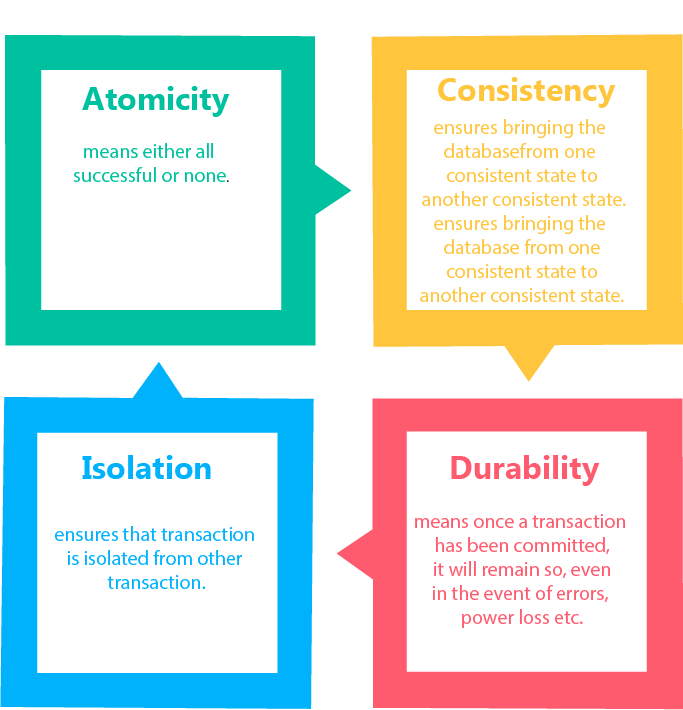 Atomicity
means either all
successful or none.
Consistency
ensures bringing the
databasefrom one
consistent state to
another consistent state.
ensures bringing the
database from one
consistent state to
another consistent state.
Isolation
ensures that transaction
is isolated from other
transaction.
Durability
means once a transaction
has been committed,
it will remain so, even
in the event of errors,
power loss etc.